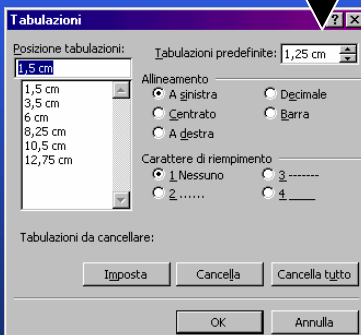 Tabulazioni
Posizione tabulazioni:
Tabulazioni predefinite: 1,25 cm
1,5 cm
1,5 cm
3,5 cm
6 cm
8,25 cm
10,5 cm
12,75 cm
Allineamento
A sinistra
Decimale
Centrato
Barra
A destra
Carattere di riempimento
1 Nessuno
3 -------
2 ......
4 ____
Tabulazioni da cancellare:
Imposta
Cancella
Cancella tutto
OK
Annulla